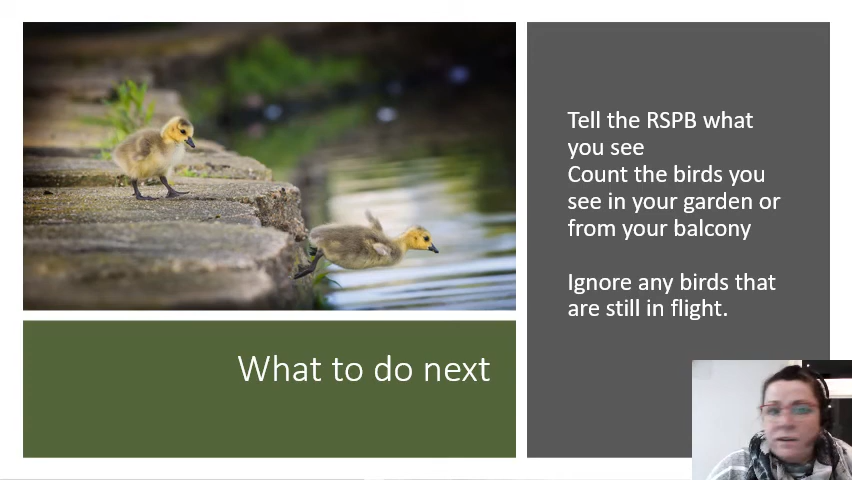 What to do next
Tell the RSPB what
you see
Count the birds you
see in your garden or
from your balcony
Ignore any birds that
are still in flight.